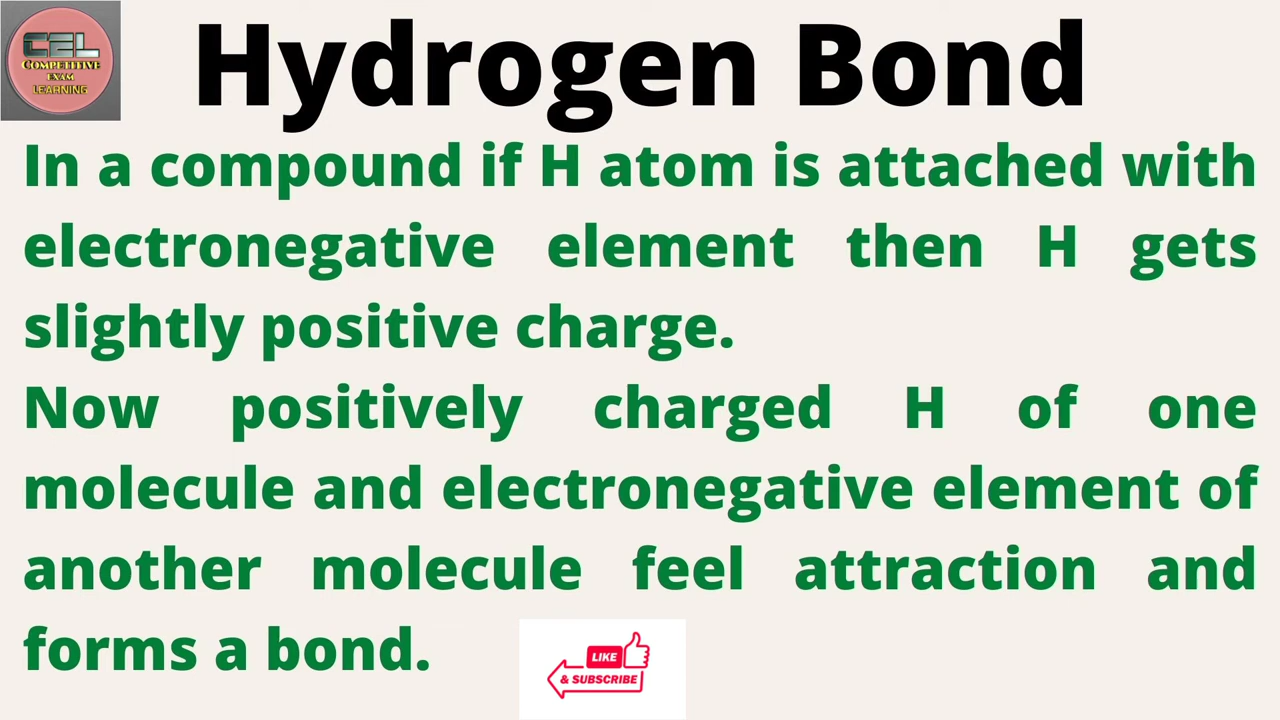 CEL
COMPETITIVE
EXAM
LEARNING
Hydrogen Bond
In a compound if H atom is attached with
electronegative element then H gets
slightly positive charge.
Now positively charged H of one
molecule and electronegative element of
another molecule feel attraction and
forms a bond.
LIKE
& SUBSCRIBE